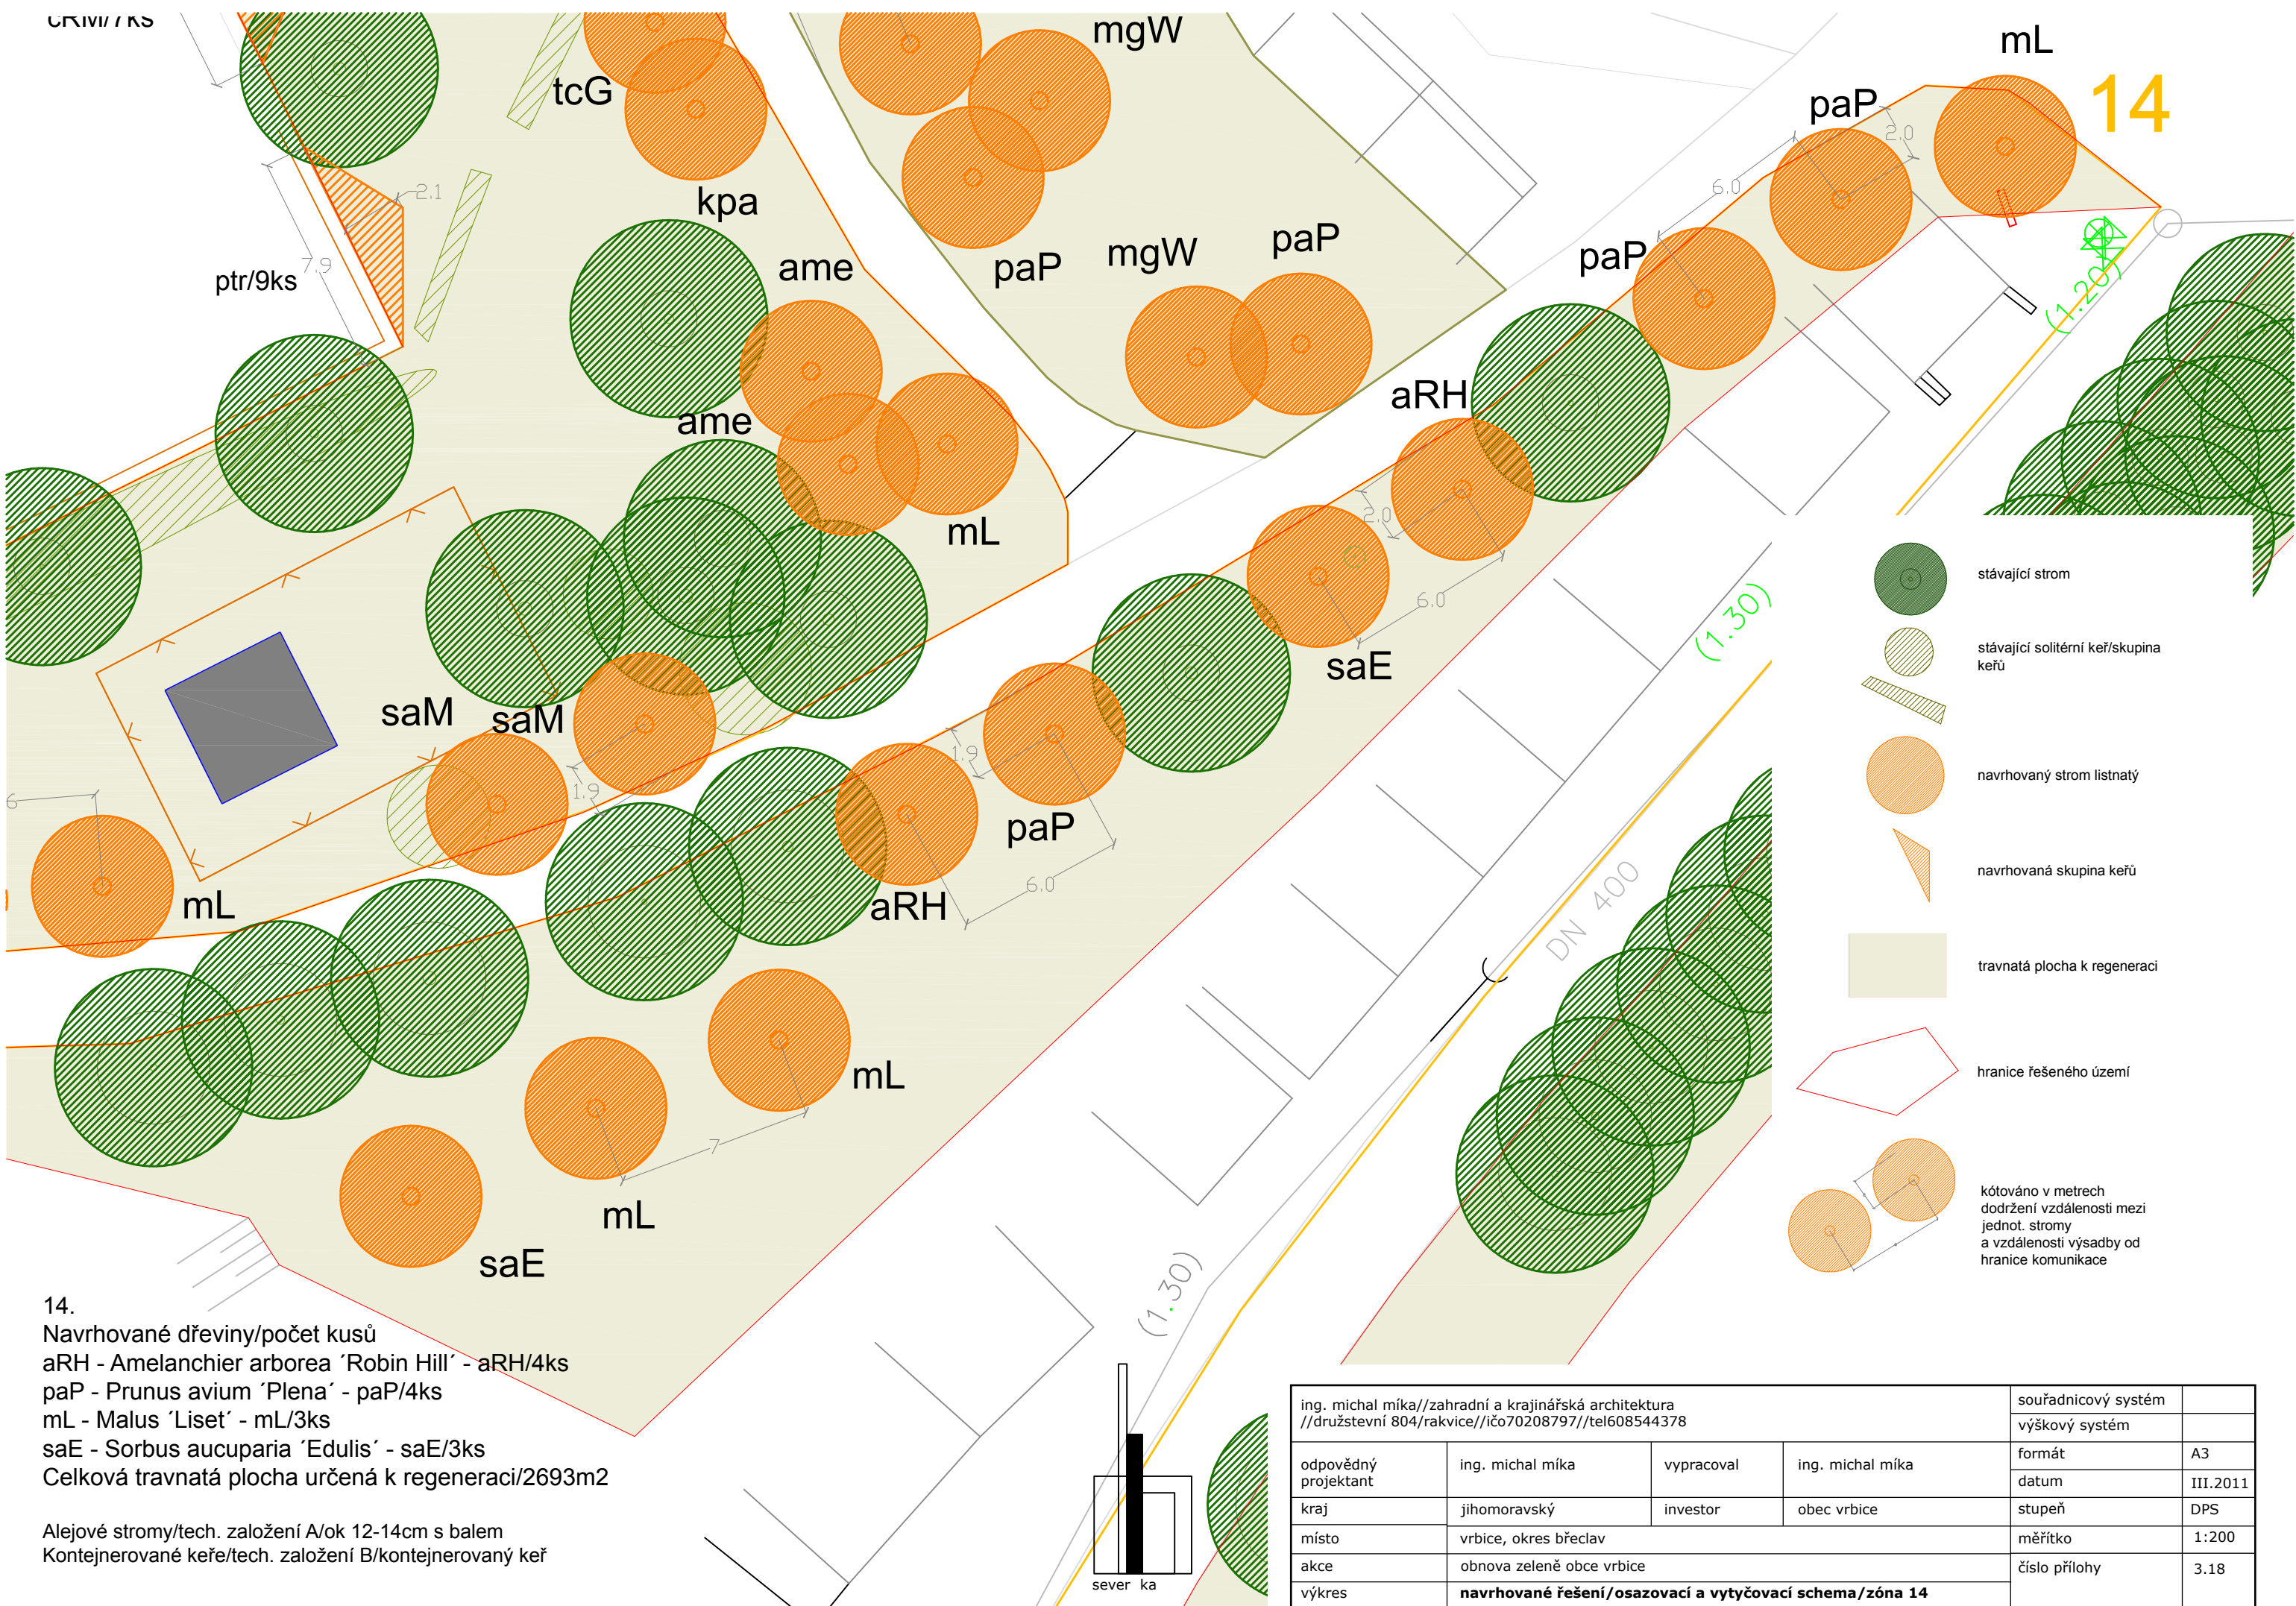 cRM/7ks
mgW
mL
14
tcG
paP
2.0
6.0
2.1
kpa
7.9
ptr/9ks
ame
paP
mgW
paP
paP
(1.20)
ame
aRH
mL
2.0
6.0
saE
(1.30)
saM
saM
1.9
1.9
paP
6
mL
6.0
aRH
DN 400
mL
7
mL
saE
(1.30)
stávající strom
stávající solitérní keř/skupina
keřů
navrhovaný strom listnatý
navrhovaná skupina keřů
travnatá plocha k regeneraci
hranice řešeného území
kótováno v metrech
dodržení vzdálenosti mezi
jednot. stromy
a vzdálenosti výsadby od
hranice komunikace
14.
Navrhované dřeviny/počet kusů
aRH - Amelanchier arborea ´Robin Hill´ - aRH/4ks
paP - Prunus avium ´Plena´ - paP/4ks
mL - Malus ´Liset´ - mL/3ks
saE - Sorbus aucuparia ´Edulis´ - saE/3ks
Celková travnatá plocha určená k regeneraci/2693m2
Alejové stromy/tech. založení A/ok 12-14cm s balem
Kontejnerované keře/tech. založení B/kontejnerovaný keř
sever ka
ing. michal míka//zahradní a krajinářská architektura
//družstevní 804/rakvice//ičo70208797//tel608544378
souřadnicový systém
výškový systém
odpovědný
projektant
ing. michal míka
vypracoval
ing. michal míka
formát
A3
datum
III.2011
kraj
jihomoravský
investor
obec vrbice
stupeň
DPS
místo
vrbice, okres břeclav
měřítko
1:200
akce
obnova zeleně obce vrbice
číslo přílohy
3.18
výkres
navrhované řešení/osazovací a vytyčovací schema/zóna 14